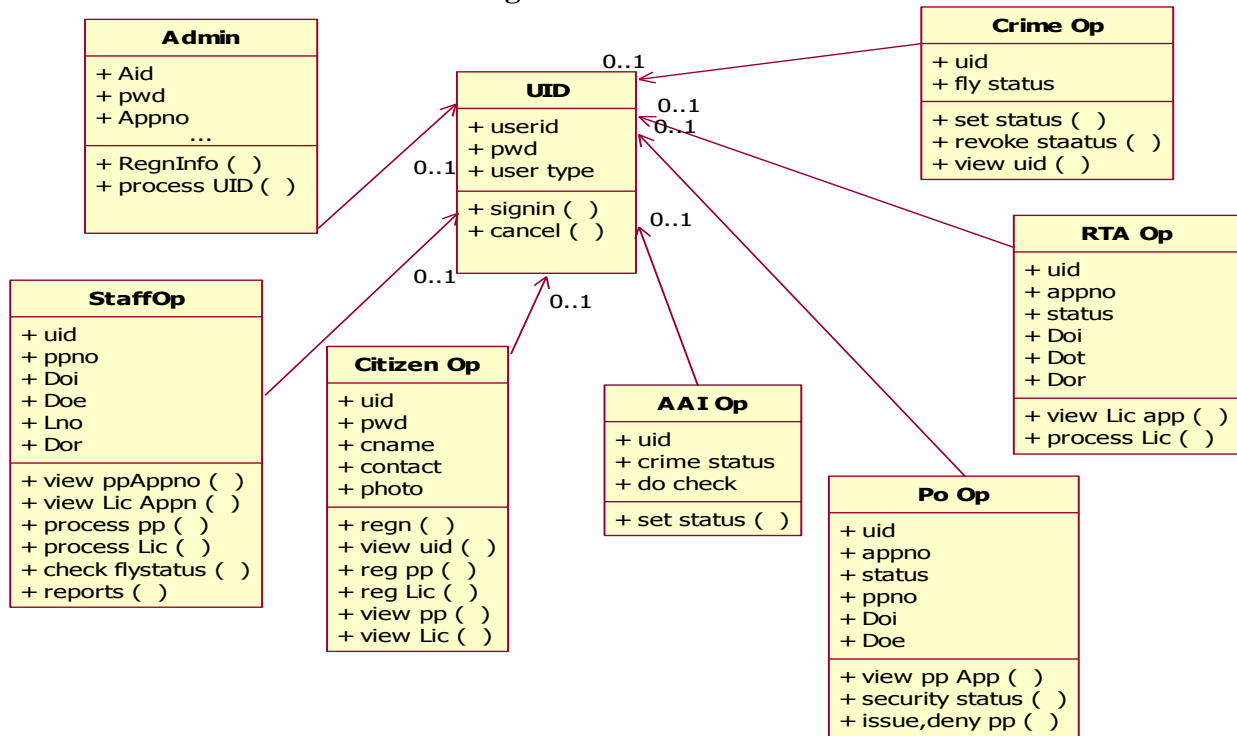 Admin
+ Aid
+ pwd
+ Appno
...
+ RegnInfo ( )
+ process UID ( )
UID
+ userid
+ pwd
+ user type
+ signin ( )
+ cancel ( )
Crime Op
+ uid
+ fly status
+ set status ( )
+ revoke staatus ( )
+ view uid ( )
0..1
0..1
0..1
0..1
0..1
0..1
0..1
RTA Op
+ uid
+ appno
+ status
+ Doi
+ Dot
+ Dor
+ view Lic app ( )
+ process Lic ( )
StaffOp
+ uid
+ ppno
+ Doi
+ Doe
+ Lno
+ Dor
+ view ppAppno ( )
+ view Lic Appn ( )
+ process pp ( )
+ process Lic ( )
+ check flystatus ( )
+ reports ( )
Citizen Op
+ uid
+ pwd
+ cname
+ contact
+ photo
+ regn ( )
+ view uid ( )
+ reg pp ( )
+ reg Lic ( )
+ view pp ( )
+ view Lic ( )
AAI Op
+ uid
+ crime status
+ do check
+ set status ( )
Po Op
+ uid
+ appno
+ status
+ ppno
+ Doi
+ Doe
+ view pp App ( )
+ security status ( )
+ issue,deny pp ( )